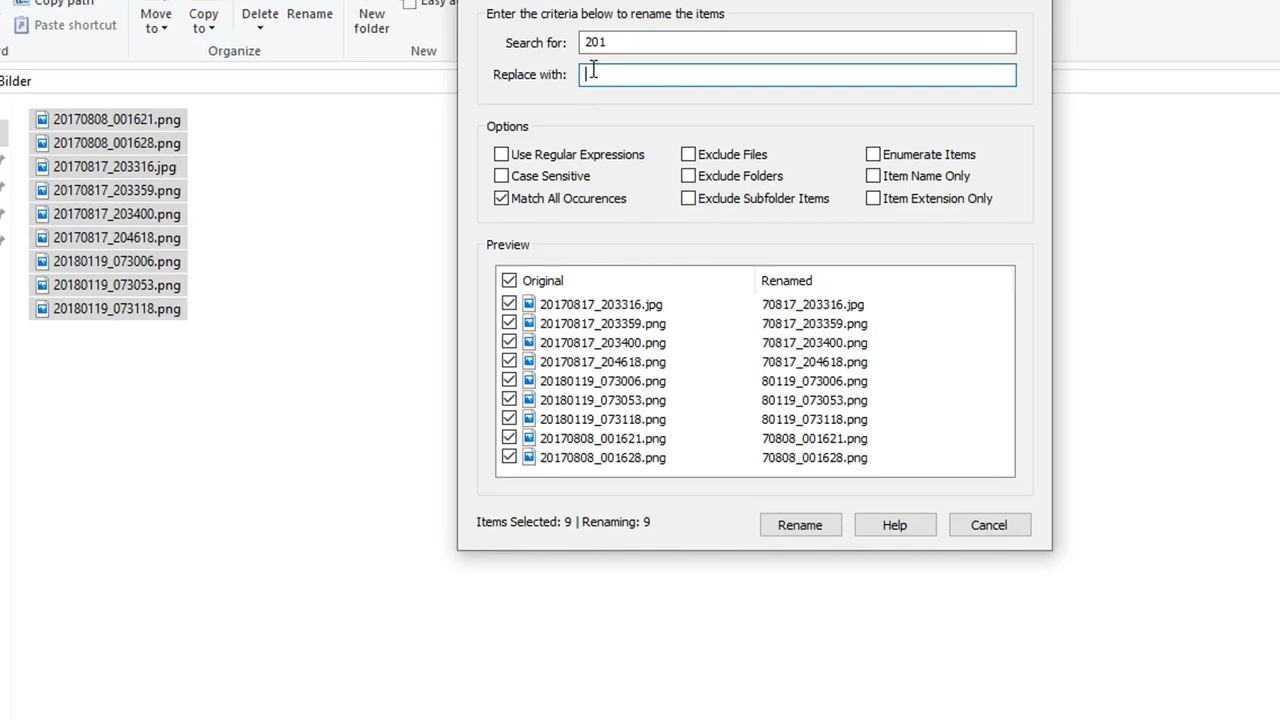 Copy path
Easy a
Move to
Copy to
Delete
Rename
New folder
Paste shortcut
Organize
New
Bilder
20170808_001621.png
20170808_001628.png
20170817_203316.jpg
20170817_203359.png
20170817_203400.png
20170817_204618.png
20180119_073006.png
20180119_073053.png
20180119_073118.png
Enter the criteria below to rename the items
Search for: 201
Replace with:
Options
Use Regular Expressions Exclude Files Enumerate Items
Case Sensitive Exclude Folders Item Name Only
Match All Occurences Exclude Subfolder Items Item Extension Only
Preview
Original Renamed
20170817_203316.jpg 70817_203316.jpg
20170817_203359.png 70817_203359.png
20170817_203400.png 70817_203400.png
20170817_204618.png 70817_204618.png
20180119_073006.png 80119_073006.png
20180119_073053.png 80119_073053.png
20180119_073118.png 80119_073118.png
20170808_001621.png 70808_001621.png
20170808_001628.png 70808_001628.png
Items Selected: 9 | Renaming: 9
Rename Help Cancel